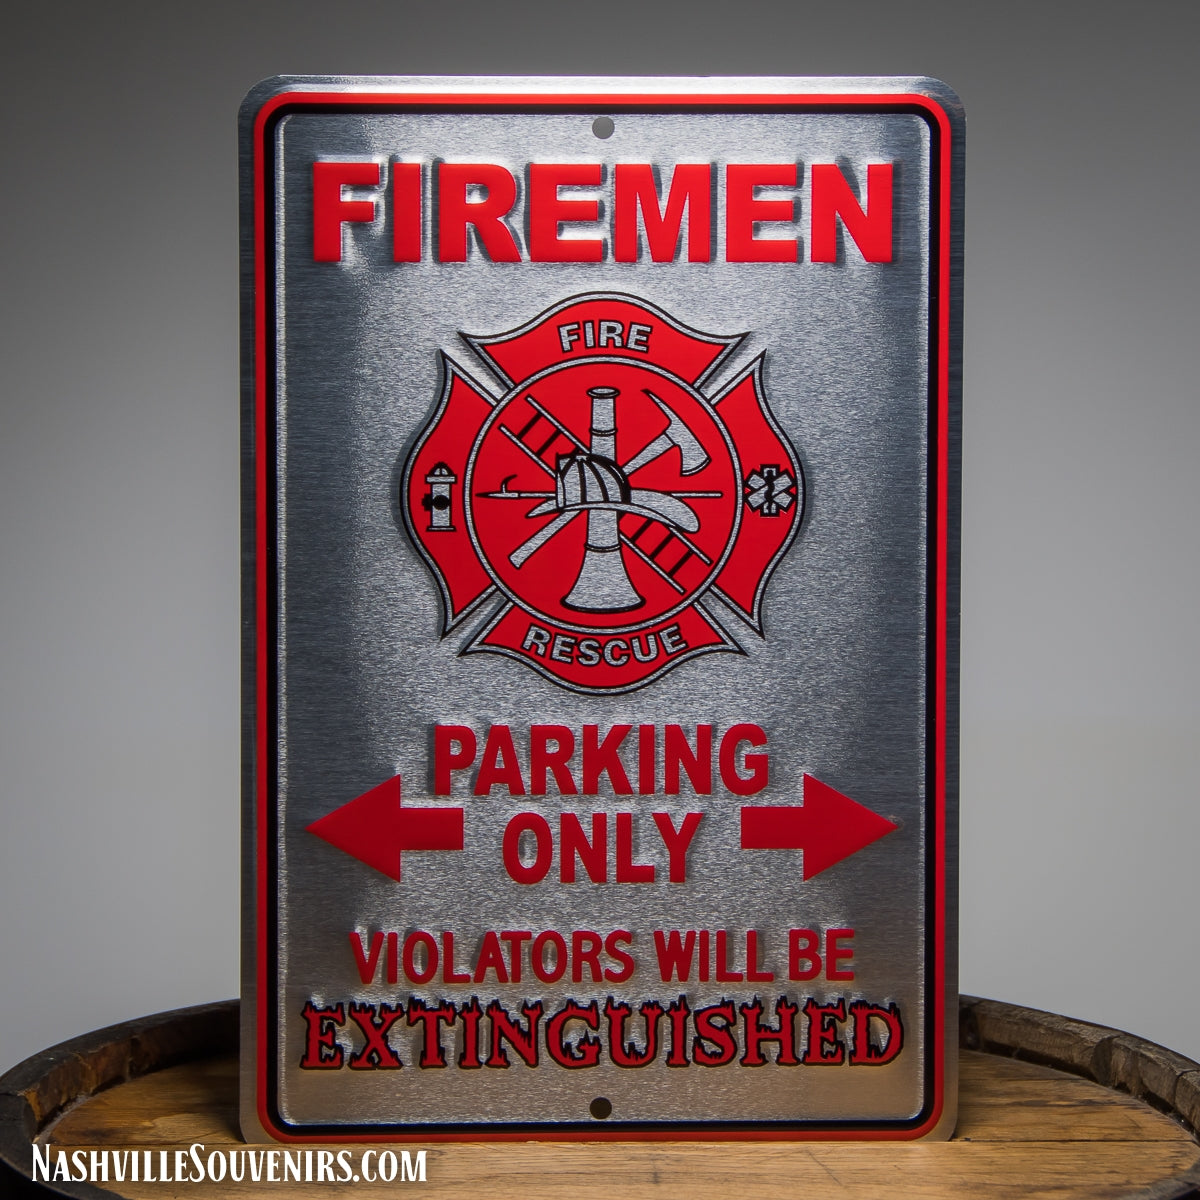 FIREMEN
FIRE
RESCUE
PARKING
ONLY
VIOLATORS WILL BE
EXTINGUISHED
NASHVILLESOUVENIRS.COM